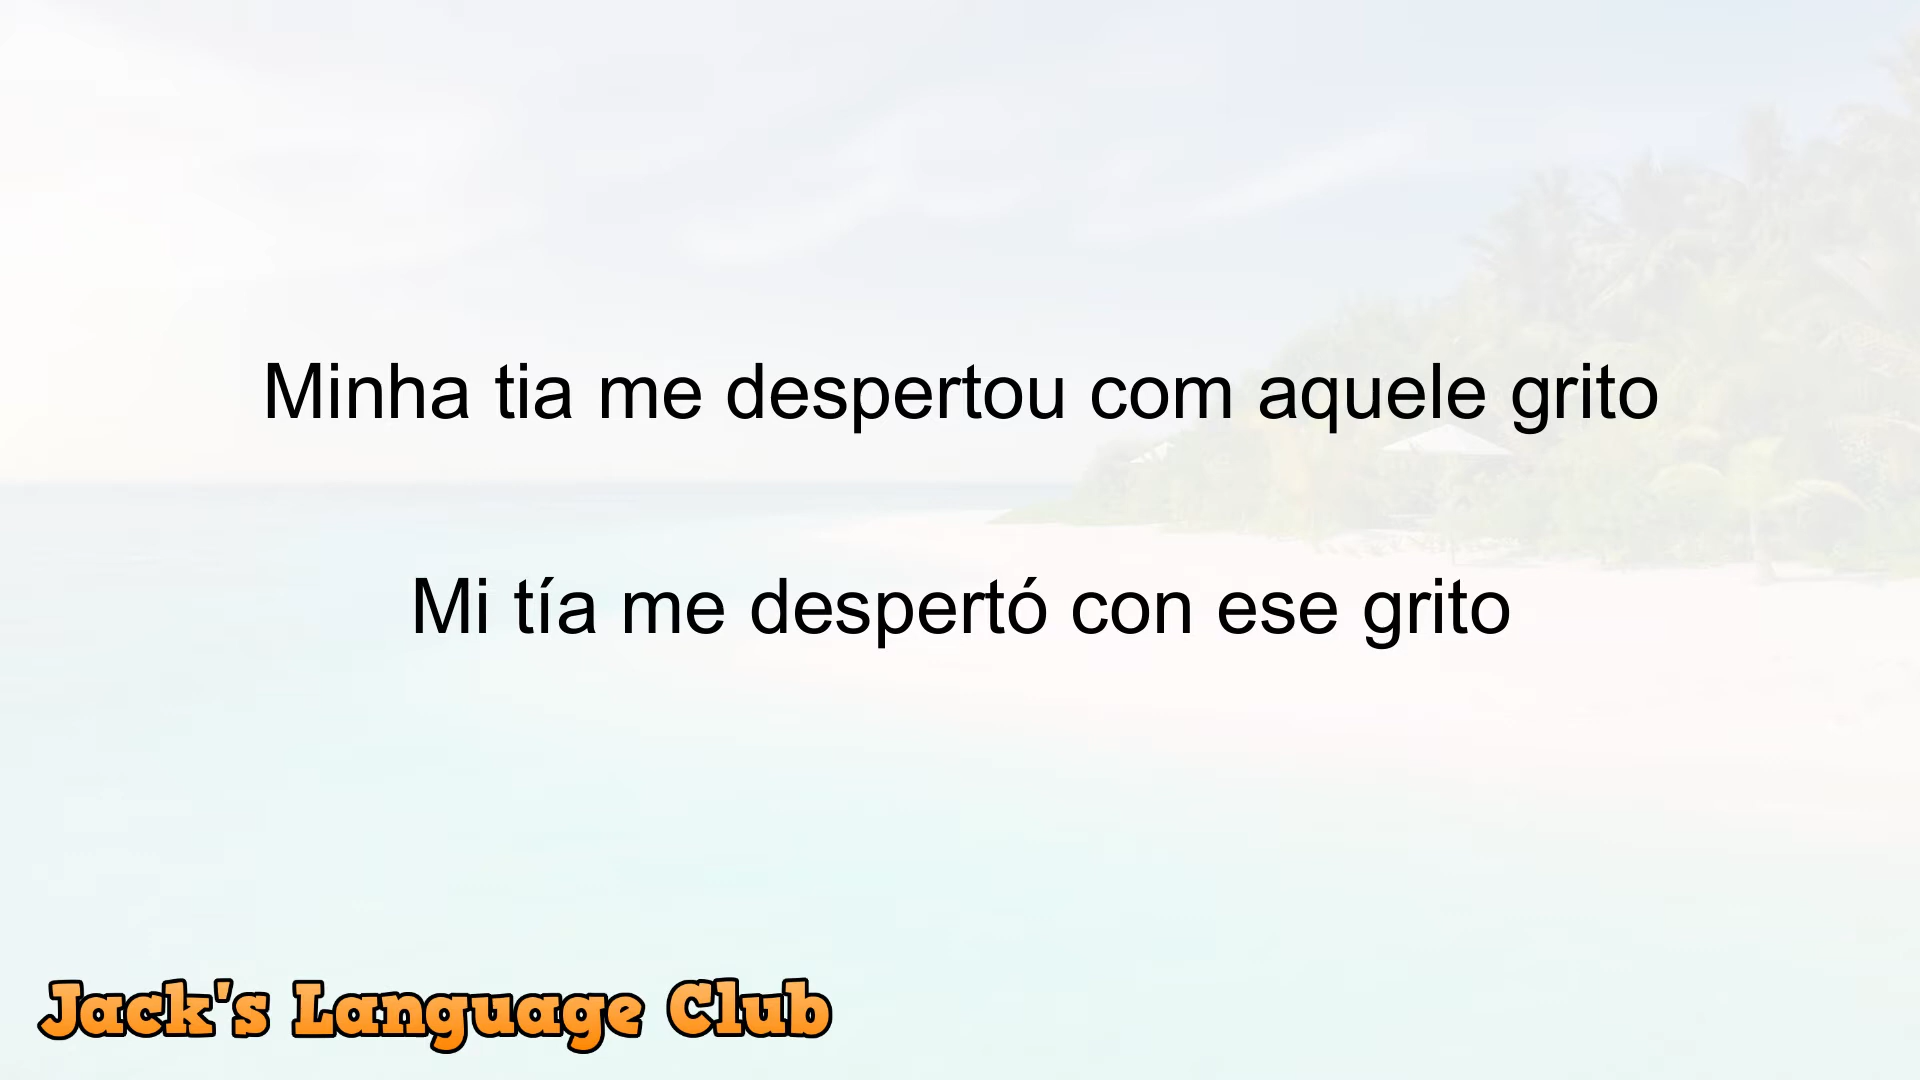 Minha tia me despertou com aquele grito
Mi tía me despertó con ese grito
Jack's Language Club